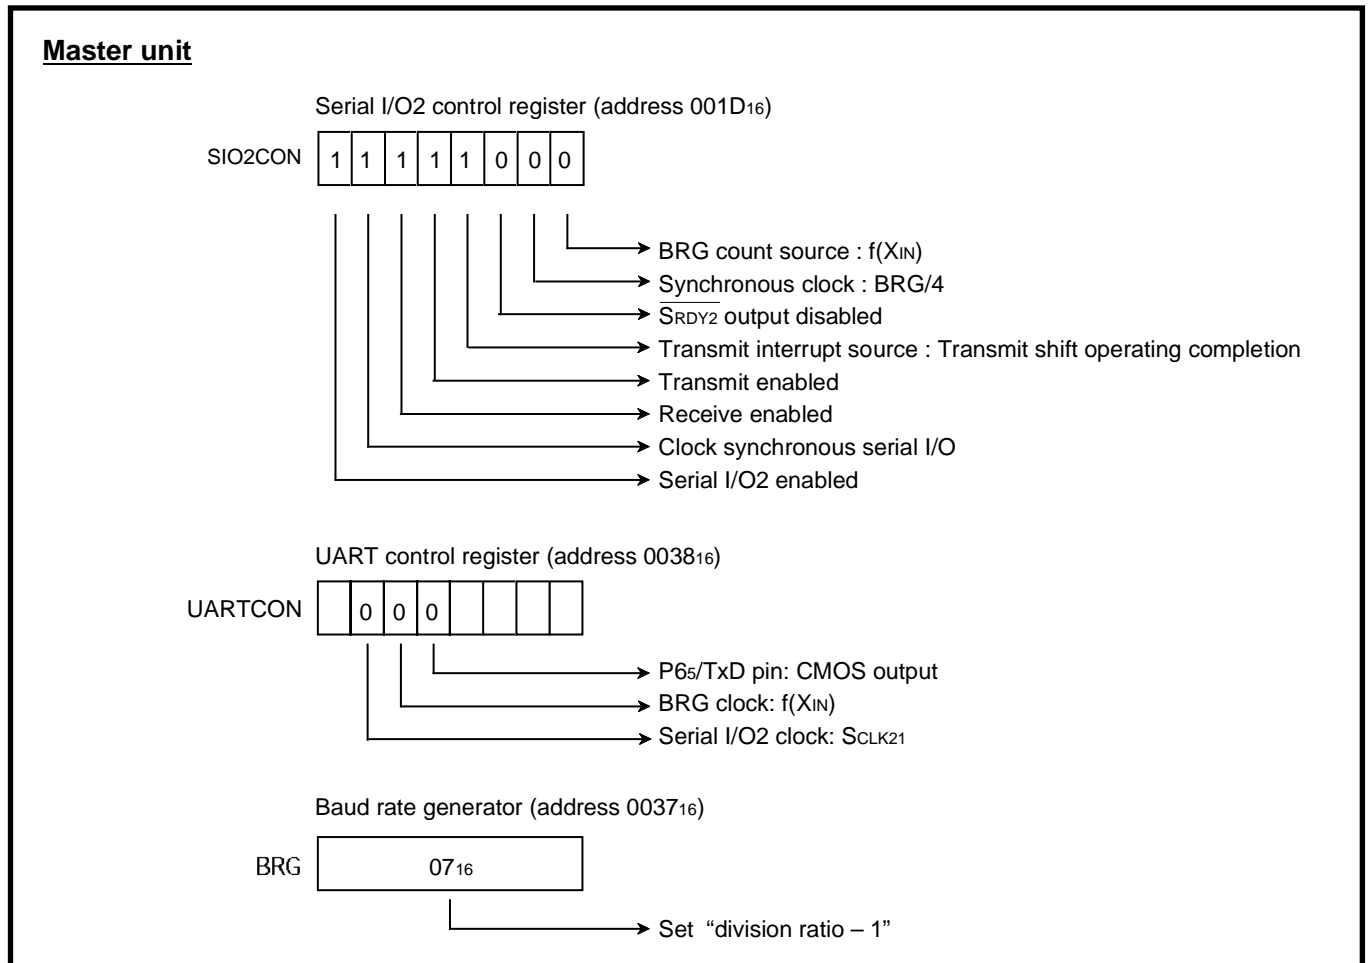 Master unit
Serial I/O2 control register (address 001D16)
SIO2CON 1 1 1 1 1 0 0 0
BRG count source : f(XIN)
Synchronous clock : BRG/4
SRDY2 output disabled
Transmit interrupt source : Transmit shift operating completion
Transmit enabled
Receive enabled
Clock synchronous serial I/O
Serial I/O2 enabled
UART control register (address 003816)
UARTCON 0 0 0
P65/TxD pin: CMOS output
BRG clock: f(XIN)
Serial I/O2 clock: SCLK21
Baud rate generator (address 003716)
BRG 0716
Set “division ratio – 1”